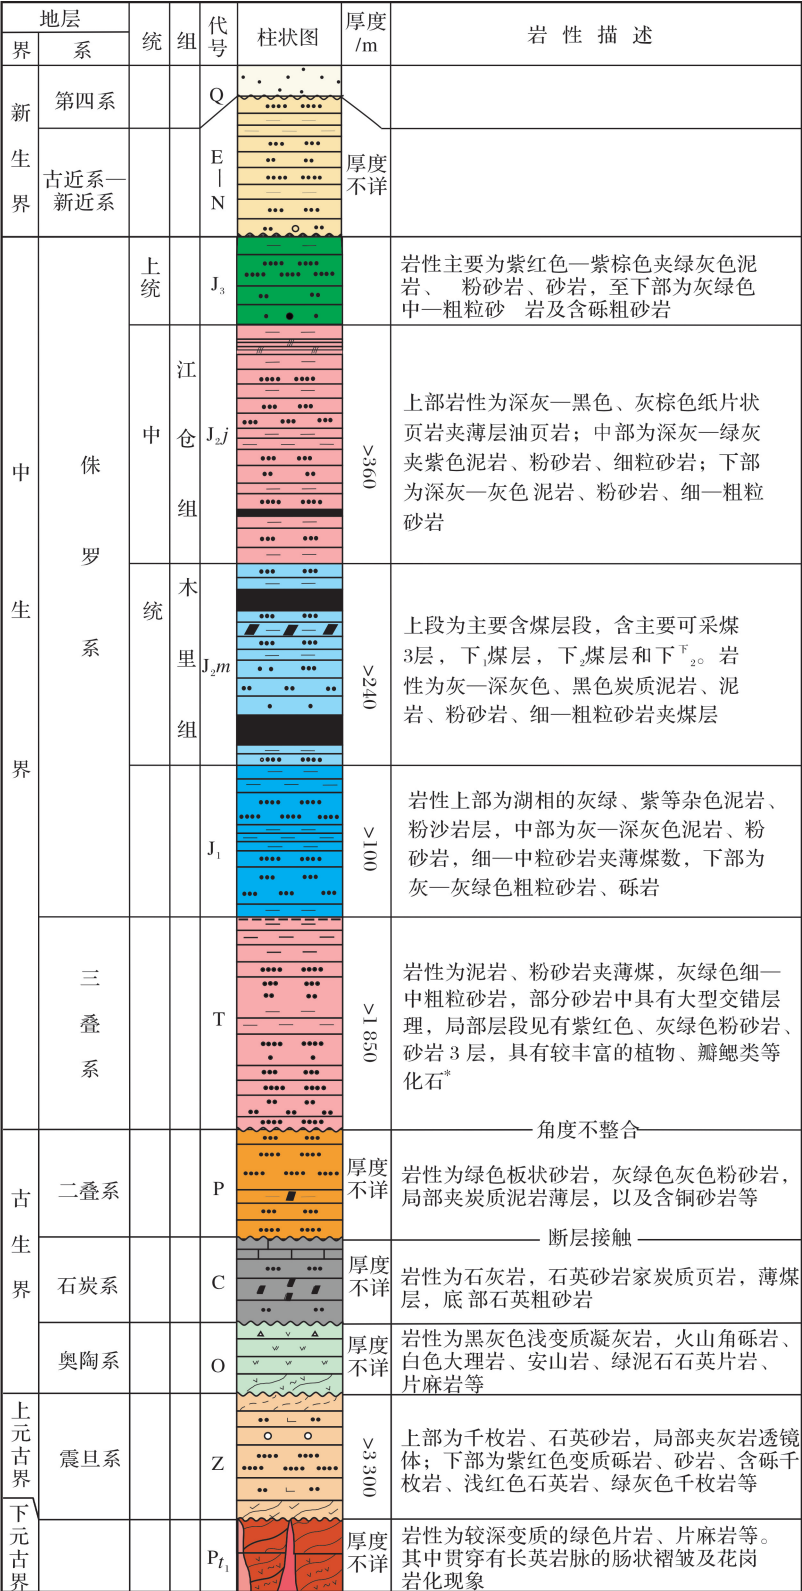 地层
界
系
统
组
代号
柱状图
厚度/m
岩 性 描 述
新生界
第四系
Q
古近系—
新近系
E—N
厚度
不详
中生界
侏罗系
上统
J₃
岩性主要为紫红色—紫棕色夹绿灰色泥
岩、 粉砂岩、砂岩，至下部为灰绿色
中—粗粒砂 岩及含砾粗砂岩
中统
江仓组
J₂j
>360
上部岩性为深灰—黑色、灰棕色纸片状
页岩夹薄层油页岩；中部为深灰—绿灰
夹紫色泥岩、粉砂岩、细粒砂岩；下部
为深灰—灰色 泥岩、粉砂岩、细—粗粒
砂岩
木里组
J₂m
>240
上段为主要含煤层段，含主要可采煤
3层，下₁煤层，下₂煤层和下下₂。岩
性为灰—深灰色、黑色炭质泥岩、泥
岩、粉砂岩、细—粗粒砂岩夹煤层
J₁
>100
岩性上部为湖相的灰绿、紫等杂色泥岩、
粉沙岩层，中部为灰—深灰色泥岩、粉
砂岩，细—中粒砂岩夹薄煤数，下部为
灰—灰绿色粗粒砂岩、砾岩
三叠系
T
>1 850
岩性为泥岩、粉砂岩夹薄煤，灰绿色细—
中粗粒砂岩，部分砂岩中具有大型交错层
理，局部层段见有紫红色、灰绿色粉砂岩、
砂岩 3 层，具有较丰富的植物、瓣鳃类等
化石*
角度不整合
古生界
二叠系
P
厚度
不详
岩性为绿色板状砂岩，灰绿色灰色粉砂岩，
局部夹炭质泥岩薄层，以及含铜砂岩等
断层接触
石炭系
C
厚度
不详
岩性为石灰岩，石英砂岩家炭质页岩，薄煤
层，底 部石英粗砂岩
奥陶系
O
厚度
不详
岩性为黑灰色浅变质凝灰岩，火山角砾岩、
白色大理岩、安山岩、绿泥石石英片岩、
片麻岩等
上元古界
震旦系
Z
>3 300
上部为千枚岩、石英砂岩，局部夹灰岩透镜
体；下部为紫红色变质砾岩、砂岩、含砾千
枚岩、浅红色石英岩、绿灰色千枚岩等
下元古界
Pt₁
厚度
不详
岩性为较深变质的绿色片岩、片麻岩等。
其中贯穿有长英岩脉的肠状褶皱及花岗
岩化现象